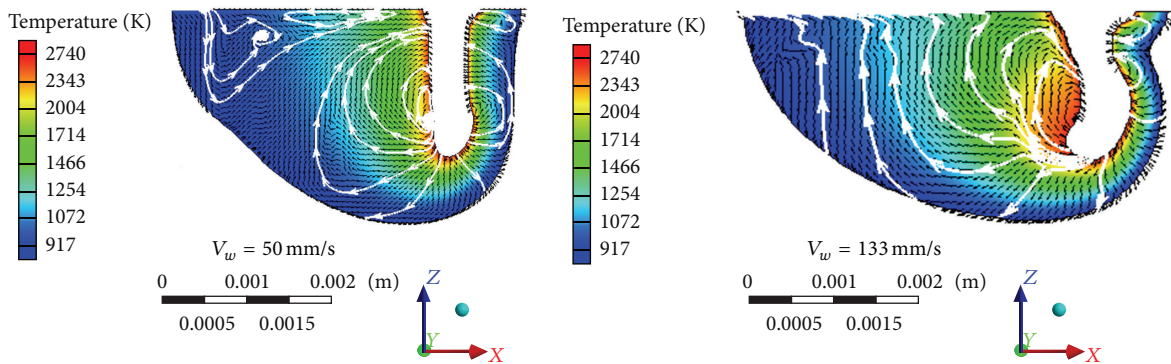 Temperature (K)
2740
2343
2004
1714
1466
1254
1072
917
V_w = 50 mm/s
0 0.001 0.002 (m)
0.0005 0.0015
Z
Y X
Temperature (K)
2740
2343
2004
1714
1466
1254
1072
917
V_w = 133 mm/s
0 0.001 0.002 (m)
0.0005 0.0015
Z
Y X